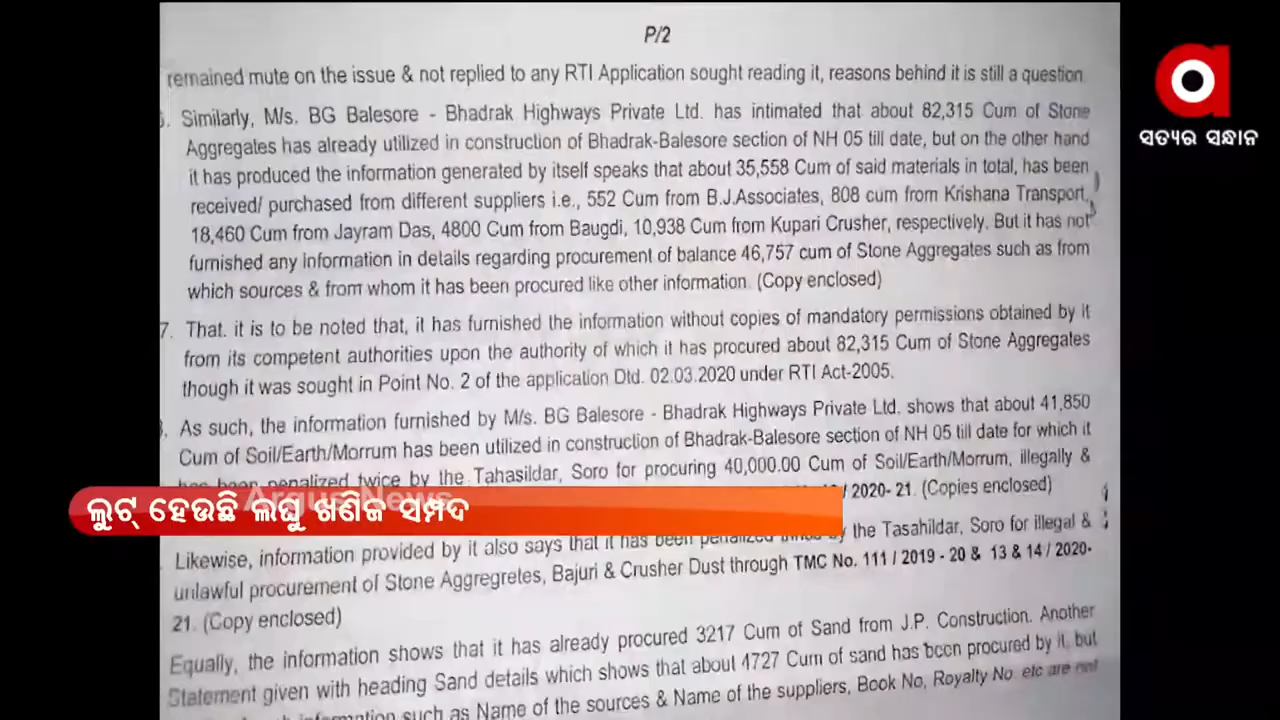 P/2
remained mute on the issue & not replied to any RTI Application sought reading it, reasons behind it is still a question.
Similarly, M/s. BG Balesore - Bhadrak Highways Private Ltd. has intimated that about 82,315 Cum of Stone
Aggregates has already utilized in construction of Bhadrak-Balesore section of NH 05 till date, but on the other hand
it has produced the information generated by itself speaks that about 35,558 Cum of said materials in total, has been
received/ purchased from different suppliers i.e., 552 Cum from B.J.Associates, 808 cum from Krishana Transport,
18,460 Cum from Jayram Das, 4800 Cum from Baugdi, 10,938 Cum from Kupari Crusher, respectively. But it has not
furnished any information in details regarding procurement of balance 46,757 cum of Stone Aggregates such as from
which sources & from whom it has been procured like other information. (Copy enclosed)
7. That. it is to be noted that, it has furnished the information without copies of mandatory permissions obtained by it
from its competent authorities upon the authority of which it has procured about 82,315 Cum of Stone Aggregates
though it was sought in Point No. 2 of the application Dtd. 02.03.2020 under RTI Act-2005.
As such, the information furnished by M/s. BG Balesore - Bhadrak Highways Private Ltd. shows that about 41,850
Cum of Soil/Earth/Morrum has been utilized in construction of Bhadrak-Balesore section of NH 05 till date for which it
has been penalized twice by the Tahasildar, Soro for procuring 40,000.00 Cum of Soil/Earth/Morrum, illegally &
/ 2020- 21. (Copies enclosed)
Likewise, information provided by it also says that it has been penalized by the Tasahildar, Soro for illegal &
unlawful procurement of Stone Aggregretes, Bajuri & Crusher Dust through TMC No. 111 / 2019 - 20 & 13 & 14 / 2020-
21. (Copy enclosed)
Equally, the information shows that it has already procured 3217 Cum of Sand from J.P. Construction. Another
Statement given with heading Sand details which shows that about 4727 Cum of sand has been procured by it, but
information such as Name of the sources & Name of the suppliers, Book No, Royalty No. etc are not
ସତ୍ୟର ସନ୍ଧାନ
Argus News
ଲୁଟ୍ ହେଉଛି ଲଘୁ ଖଣିଜ ସମ୍ପଦ